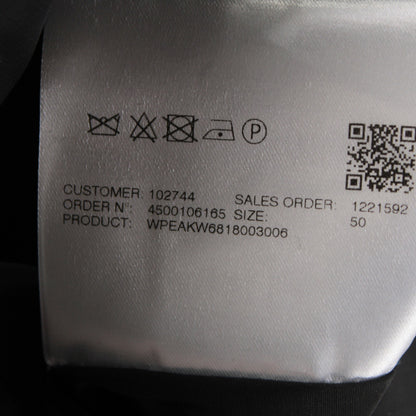 P
CUSTOMER: 102744 SALES ORDER: 1221592
ORDER N°: 4500106165 SIZE: 50
PRODUCT: WPEAKW6818003006